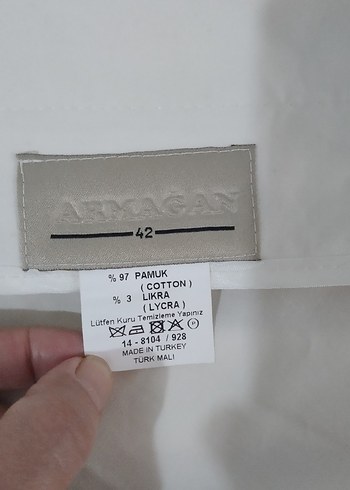 ARMAĞAN
42
% 97 PAMUK
( COTTON )
% 3 LIKRA
( LYCRA )
Lütfen Kuru Temizleme Yapınız
P
14 - 8104 / 928
MADE IN TURKEY
TÜRK MALI